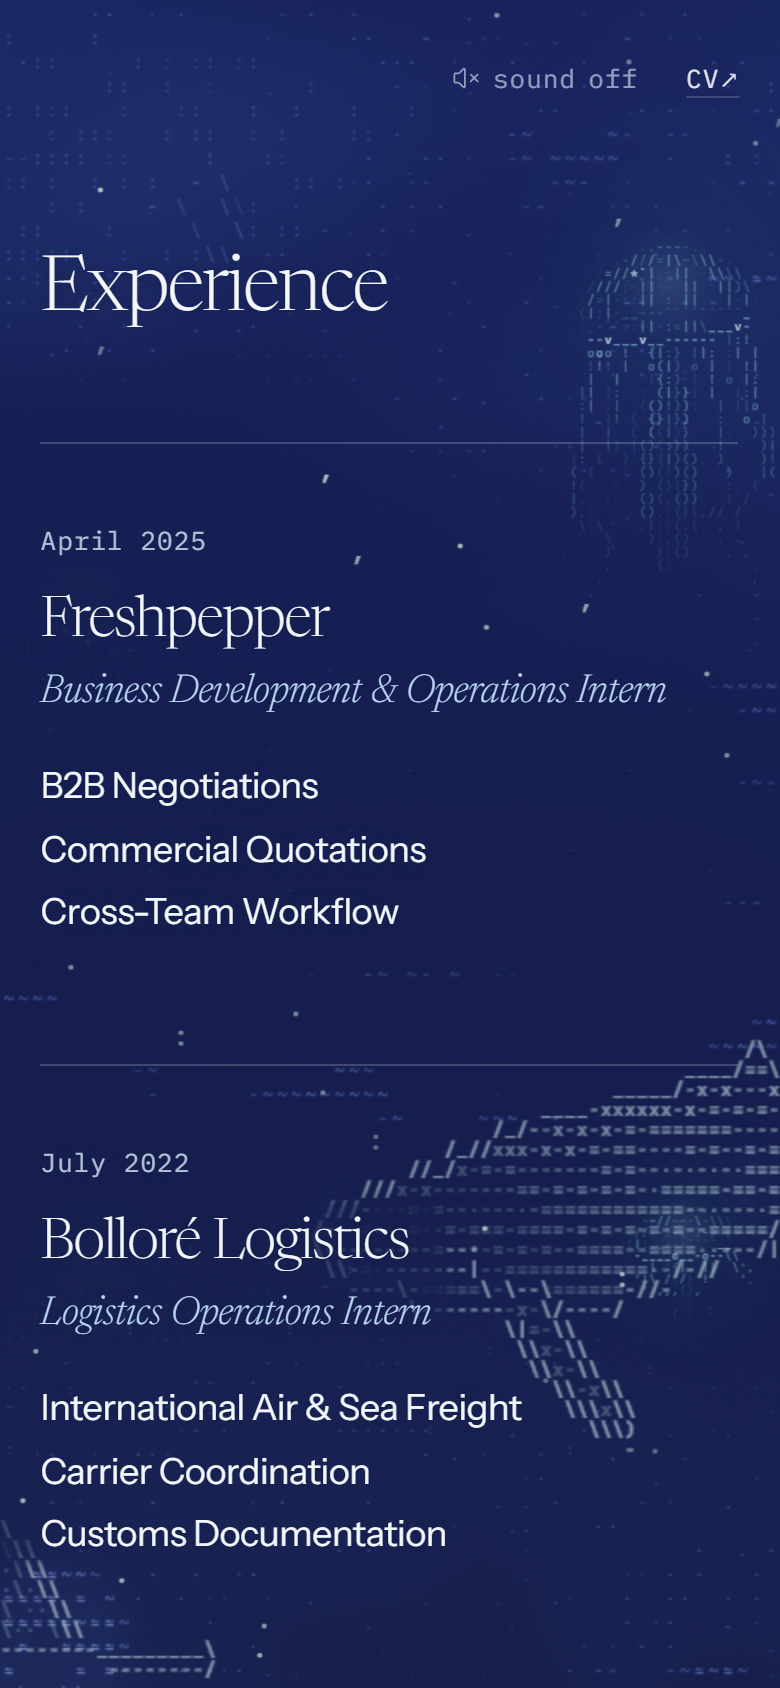 sound off CV↗
Experience
April 2025
Freshpepper
Business Development & Operations Intern
B2B Negotiations
Commercial Quotations
Cross-Team Workflow
July 2022
Bolloré Logistics
Logistics Operations Intern
International Air & Sea Freight
Carrier Coordination
Customs Documentation